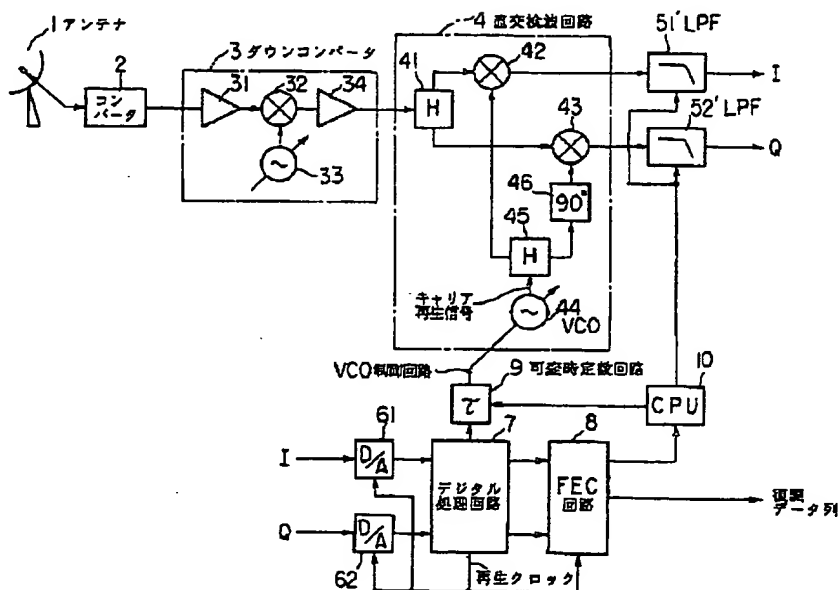 1 アンテナ
2
コン
バータ
3 ダウンコンバータ
31
32
34
33
4 直交検波回路
41
H
42
43
46
90°
45
H
キャリア
再生信号
44
VCO
51' LPF
I
52' LPF
Q
VCO制御回路
9 可変時定数回路
τ
10
CPU
61
I
D/A
7
デジタル
処理回路
8
FEC
回路
復調
データ列
Q
D/A
62
再生クロック